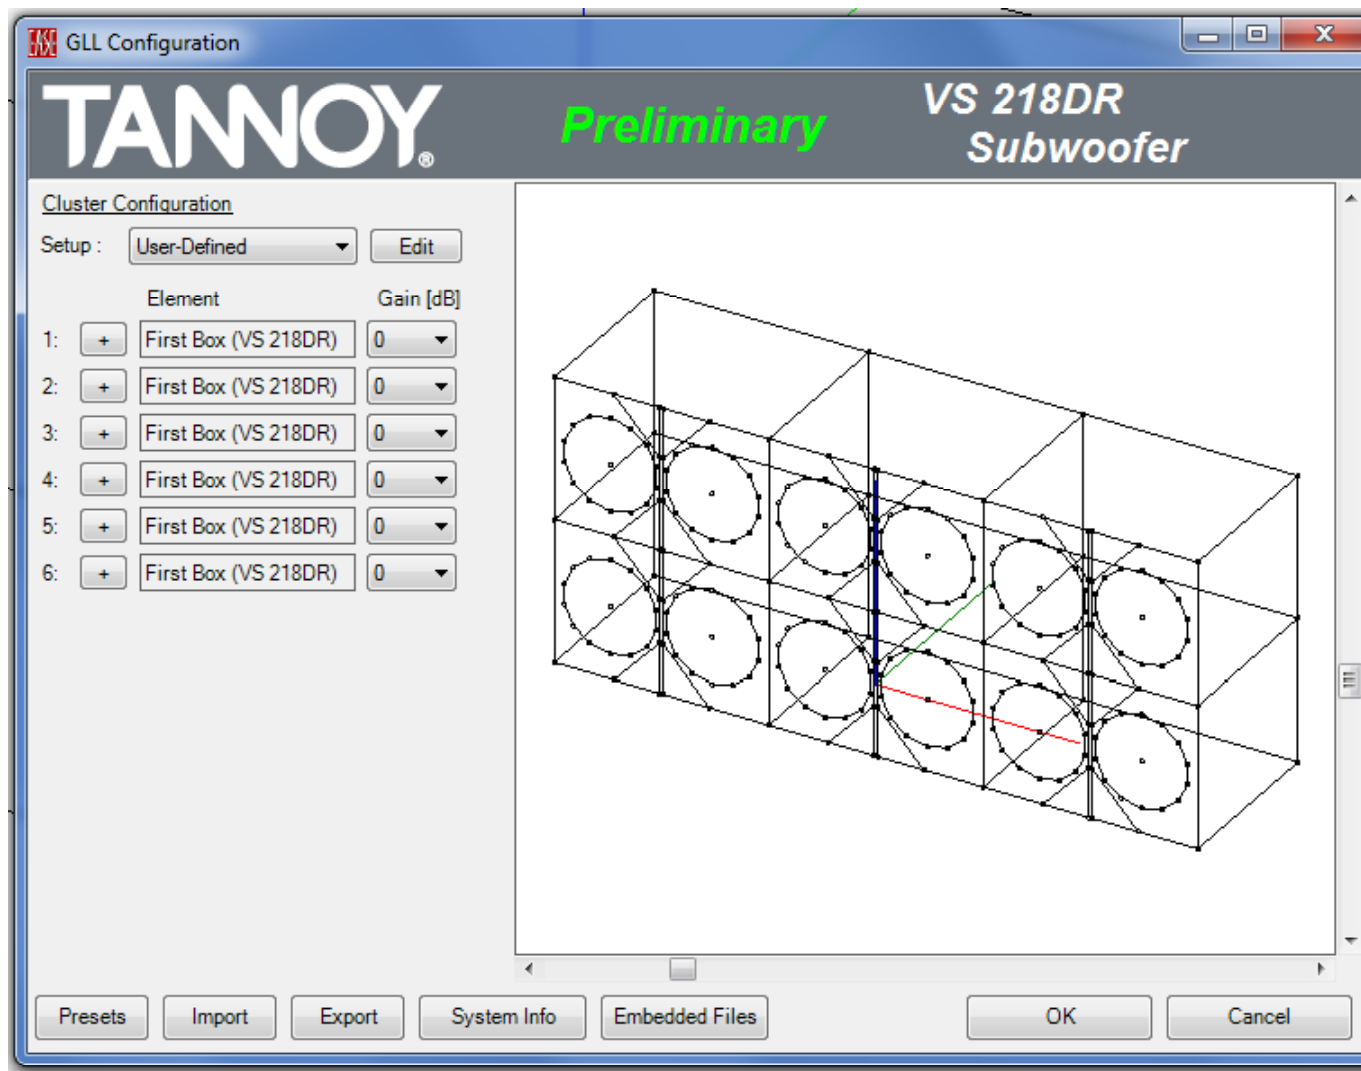 EASE GLL Configuration
TANNOY®
Preliminary
VS 218DR
Subwoofer
Cluster Configuration
Setup : User-Defined Edit
Element Gain [dB]
1: + First Box (VS 218DR) 0
2: + First Box (VS 218DR) 0
3: + First Box (VS 218DR) 0
4: + First Box (VS 218DR) 0
5: + First Box (VS 218DR) 0
6: + First Box (VS 218DR) 0
Presets Import Export System Info Embedded Files OK Cancel